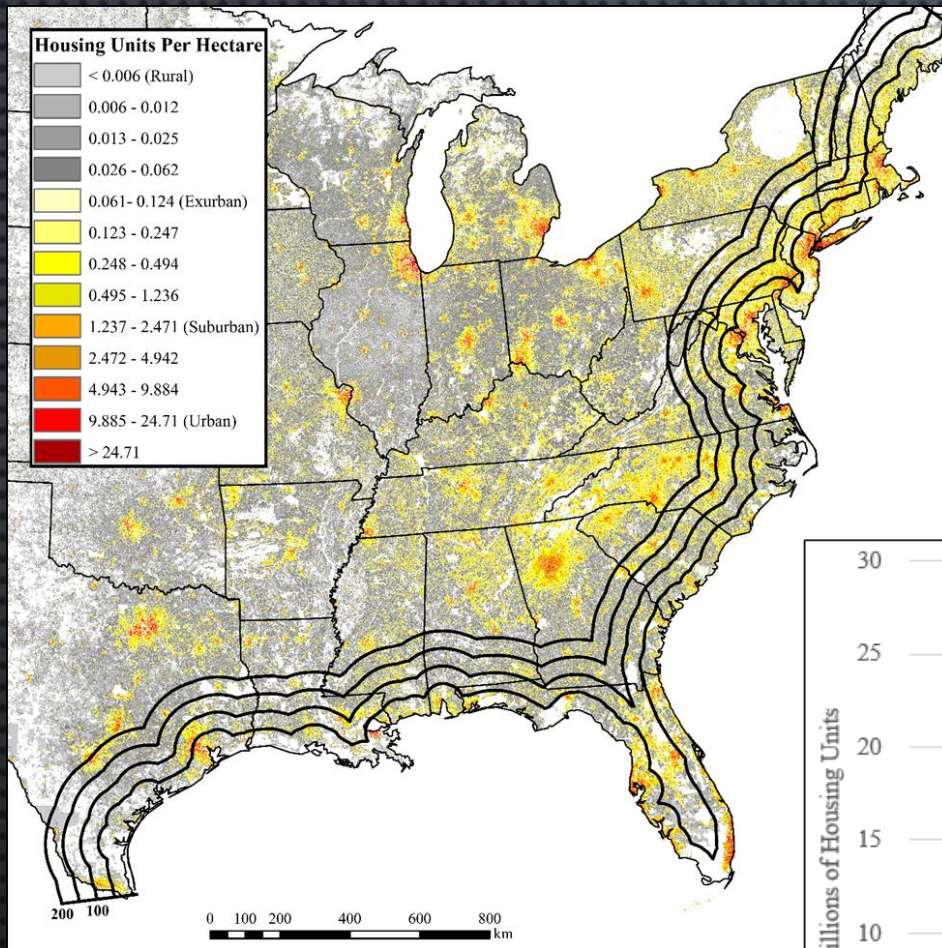 Housing Units Per Hectare
< 0.006 (Rural)
0.006 - 0.012
0.013 - 0.025
0.026 - 0.062
0.061- 0.124 (Exurban)
0.123 - 0.247
0.248 - 0.494
0.495 - 1.236
1.237 - 2.471 (Suburban)
2.472 - 4.942
4.943 - 9.884
9.885 - 24.71 (Urban)
> 24.71
200 100
0 100 200 400 600 800
km
30
25
20
15
10
illions of Housing Units